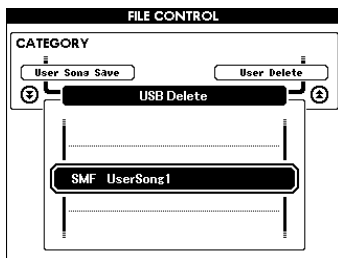 FILE CONTROL
CATEGORY
User Song Save
User Delete
USB Delete
SMF UserSong1